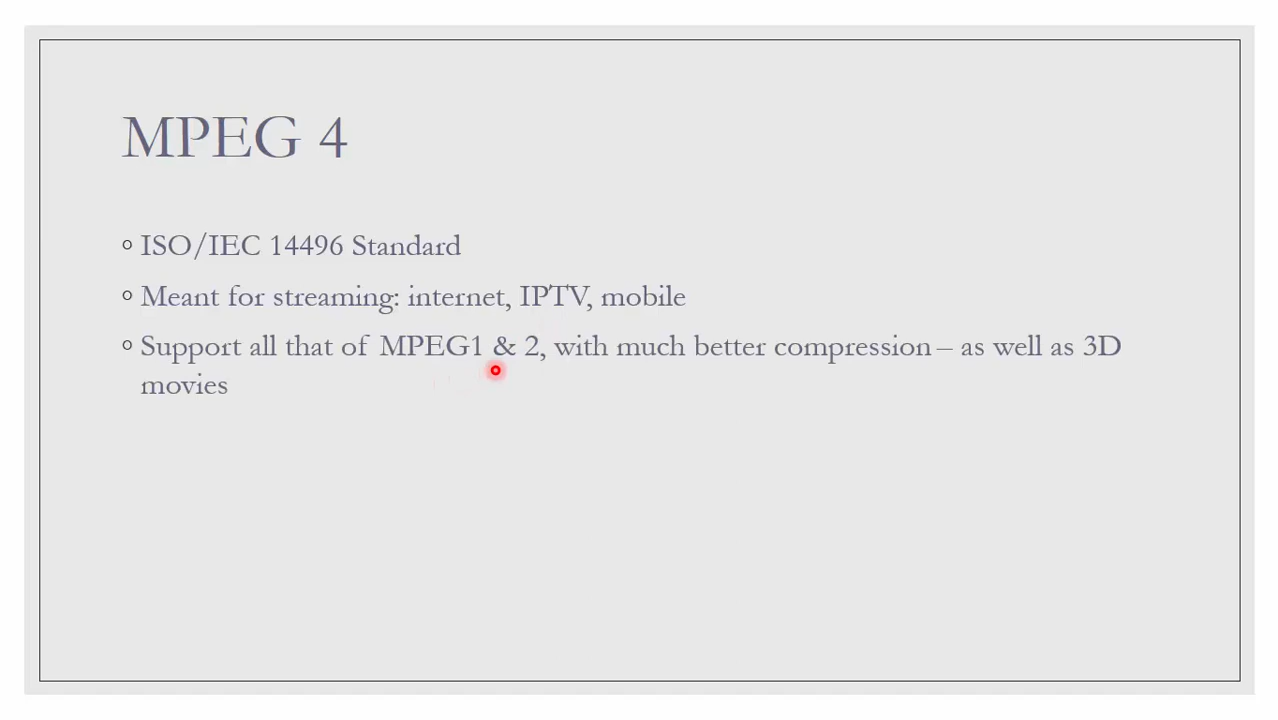 MPEG 4
ISO/IEC 14496 Standard
Meant for streaming: internet, IPTV, mobile
Support all that of MPEG1 & 2, with much better compression – as well as 3D
movies